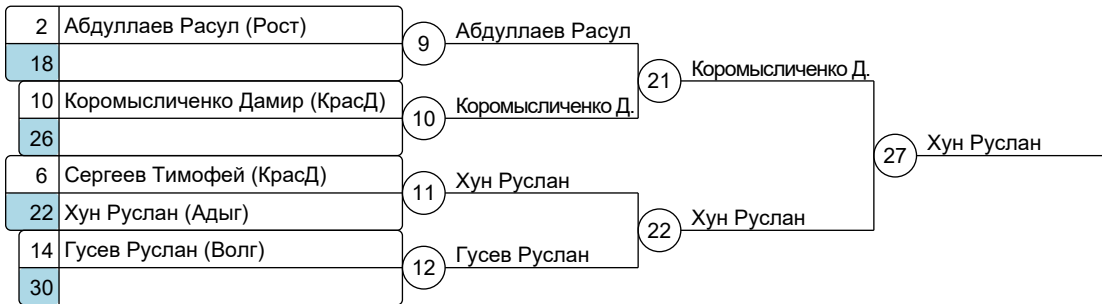 2 Абдуллаев Расул (Рост)
18
10 Коромысличенко Дамир (КрасД)
26
6 Сергеев Тимофей (КрасД)
22 Хун Руслан (Адыг)
14 Гусев Руслан (Волг)
30
9 Абдуллаев Расул
10 Коромысличенко Д.
11 Хун Руслан
12 Гусев Руслан
21 Коромысличенко Д.
22 Хун Руслан
27 Хун Руслан